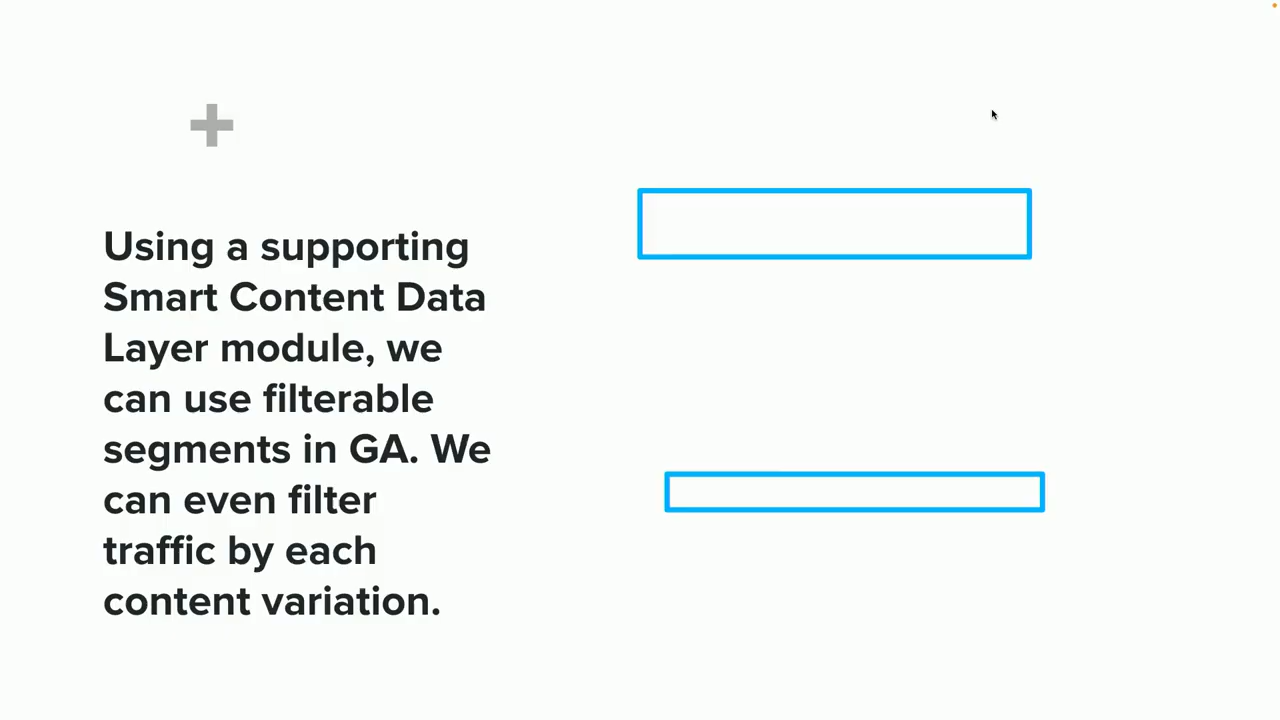 Using a supporting
Smart Content Data
Layer module, we
can use filterable
segments in GA. We
can even filter
traffic by each
content variation.